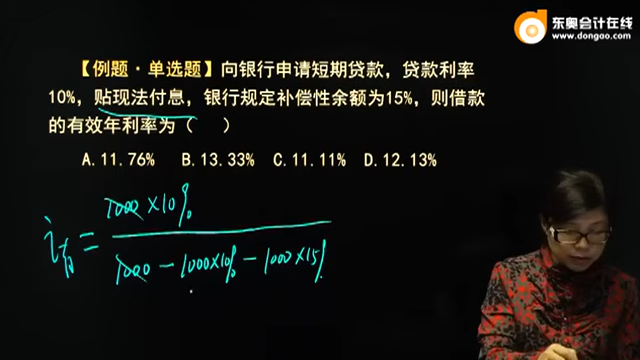 东奥会计在线
www.dongao.com
【例题·单选题】向银行申请短期贷款，贷款利率
10%，贴现法付息，银行规定补偿性余额为15%，则借款
的有效年利率为（　　）
A.11.76%　B.13.33%　C.11.11%　D.12.13%
1000×10%
i有=
1000－1000×10%－1000×15%